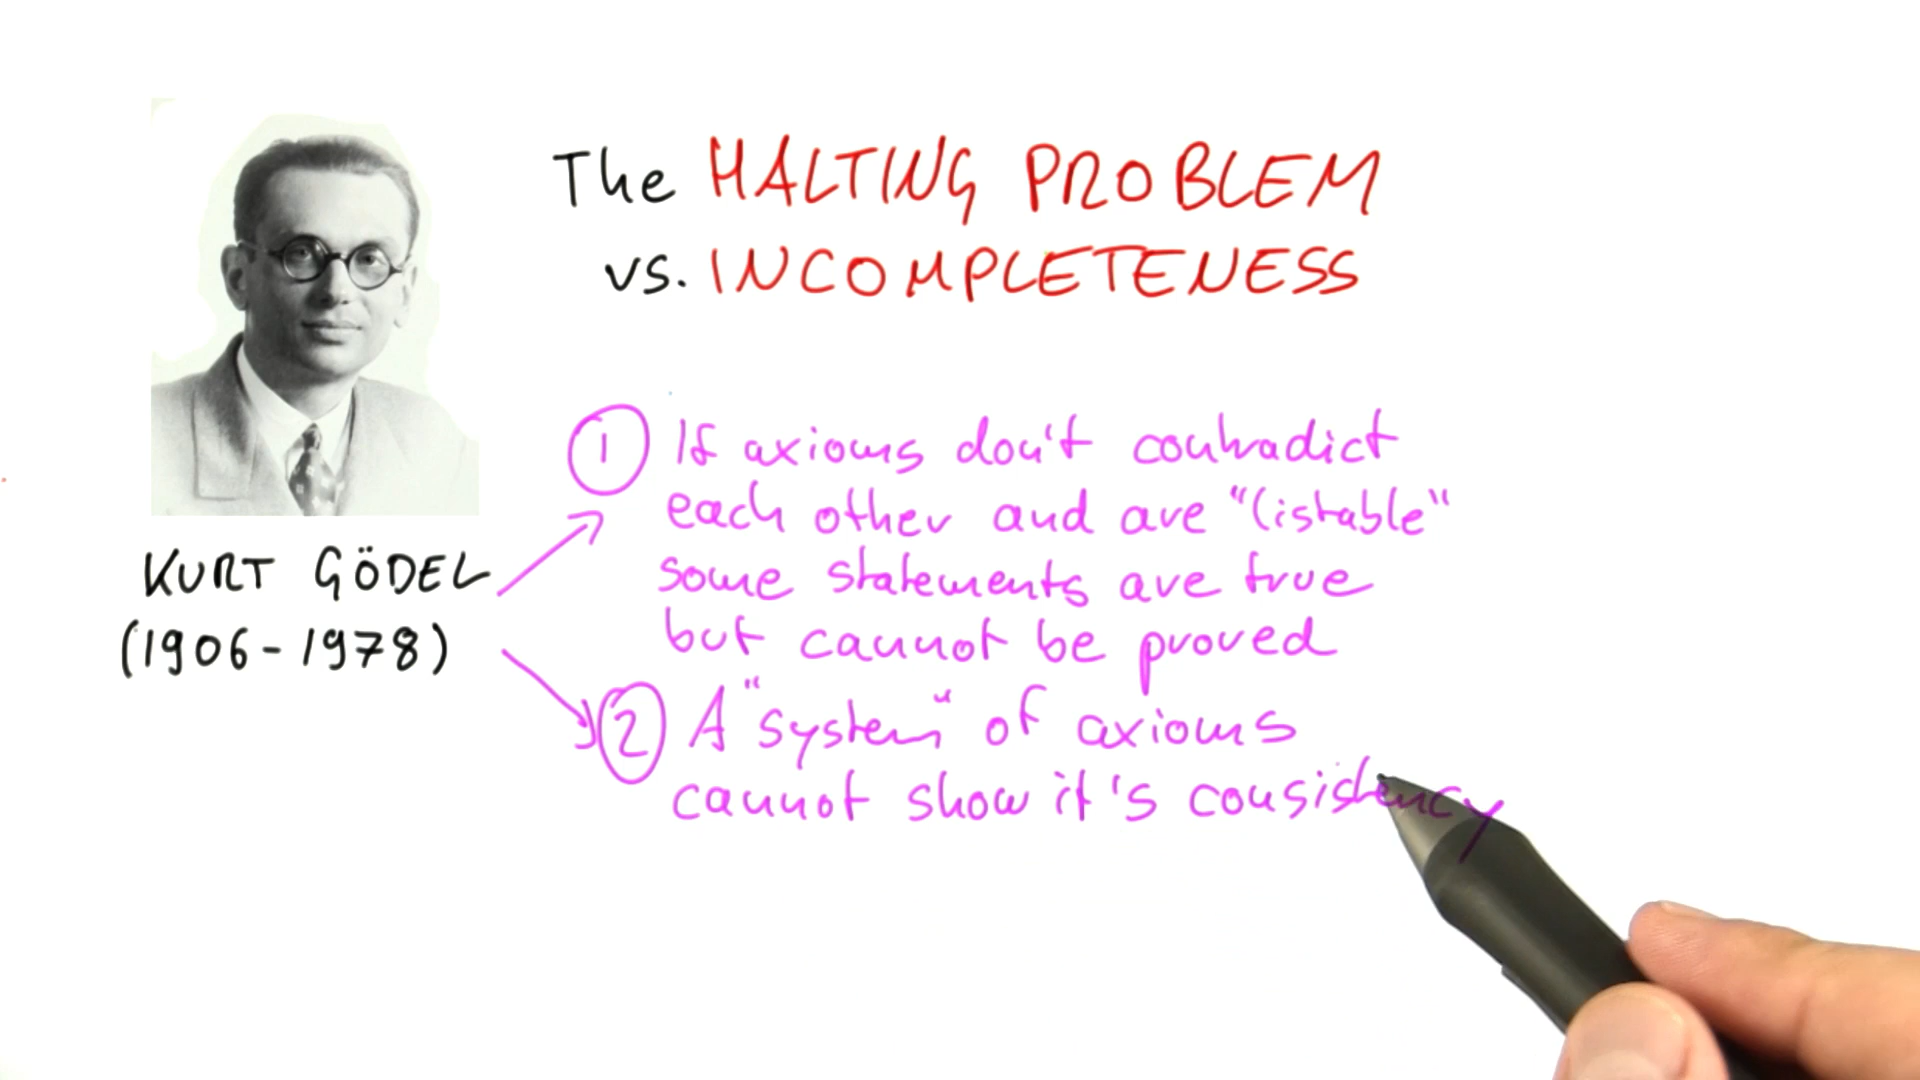 The HALTING PROBLEM
vs. INCOMPLETENESS
KURT GÖDEL
(1906-1978)
1 If axioms don't contradict
each other and are "listable"
some statements are true
but cannot be proved
2 A "system" of axioms
cannot show it's consistency